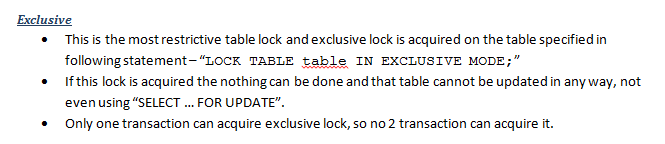 Exclusive
• This is the most restrictive table lock and exclusive lock is acquired on the table specified in
following statement – “LOCK TABLE table IN EXCLUSIVE MODE;”
• If this lock is acquired the nothing can be done and that table cannot be updated in any way, not
even using “SELECT … FOR UPDATE”.
• Only one transaction can acquire exclusive lock, so no 2 transaction can acquire it.